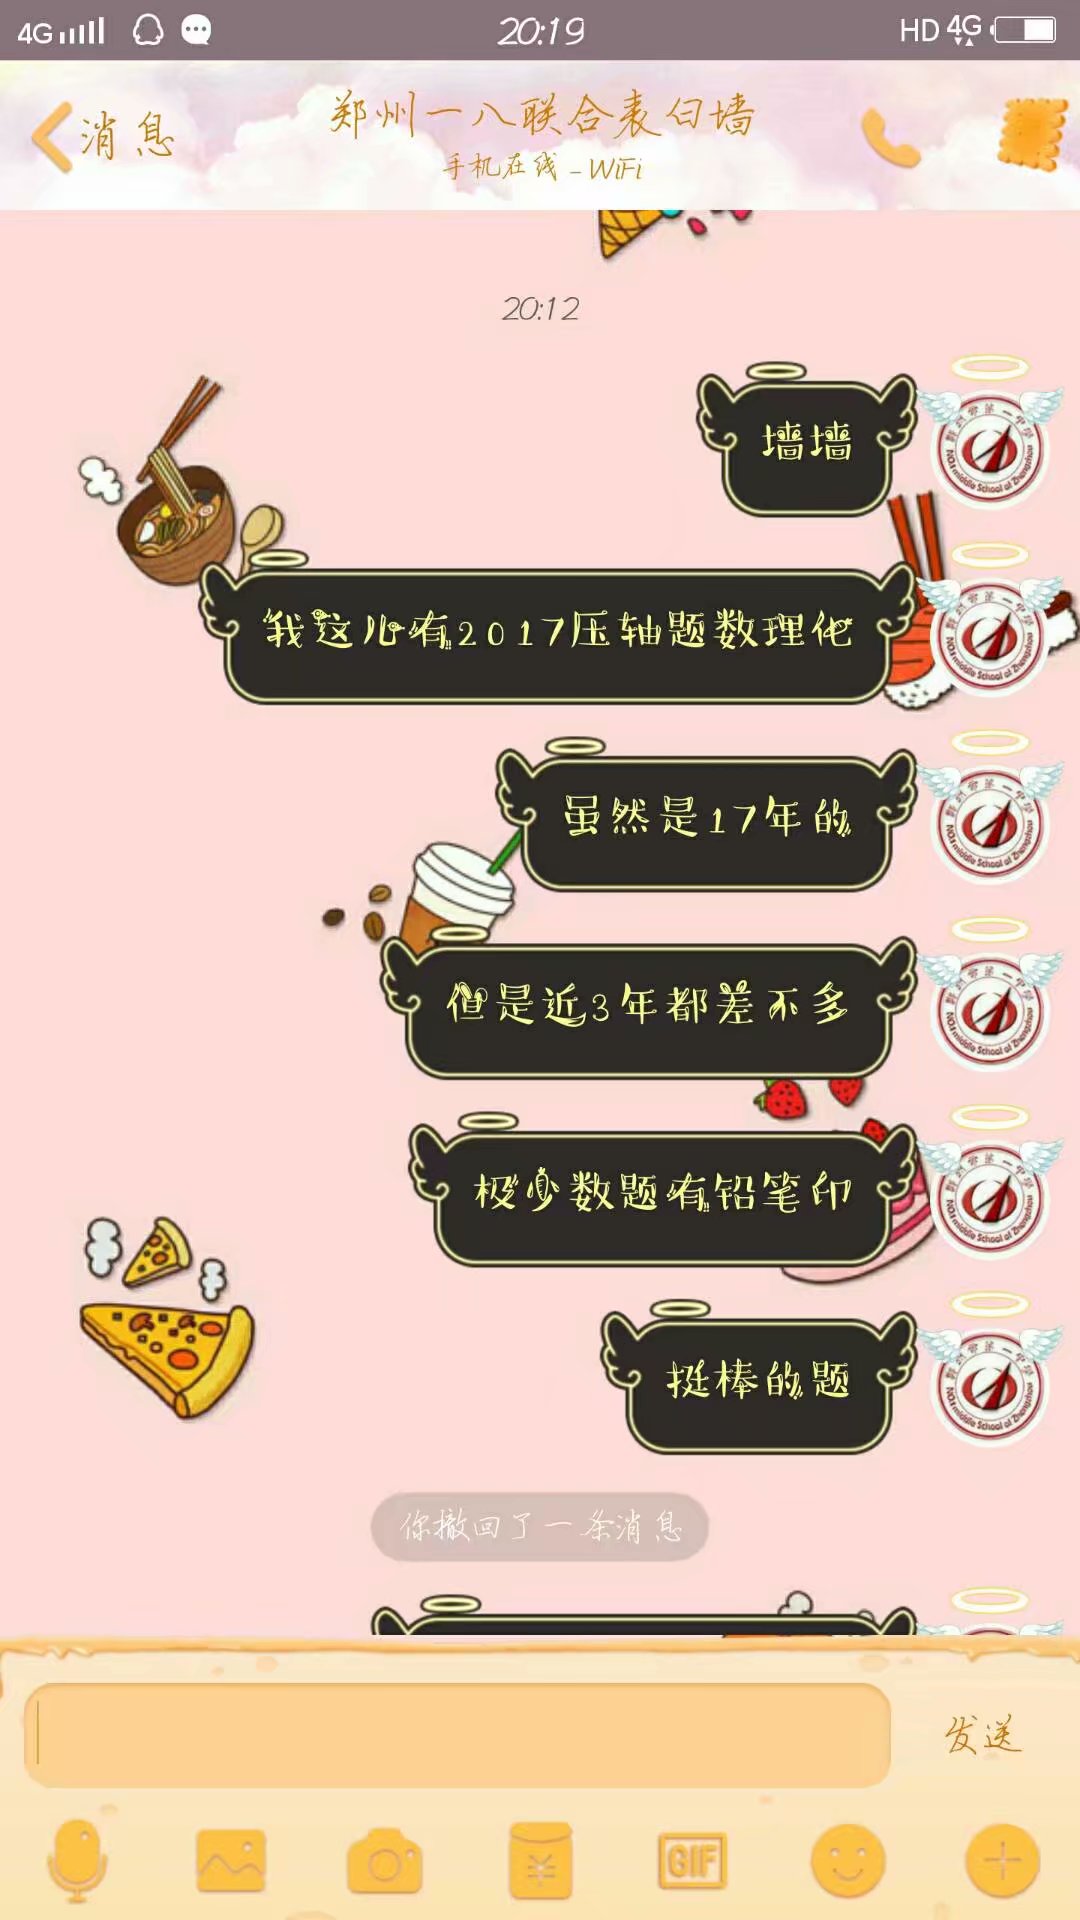 4G 20:19 HD 4G
消息 郑州一八联合表白墙
手机在线 - WiFi
20:12
墙墙
我这儿有2017压轴题数理化
虽然是17年的
但是近3年都差不多
极少数题有铅笔印
挺棒的题
你撤回了一条消息
发送
GIF